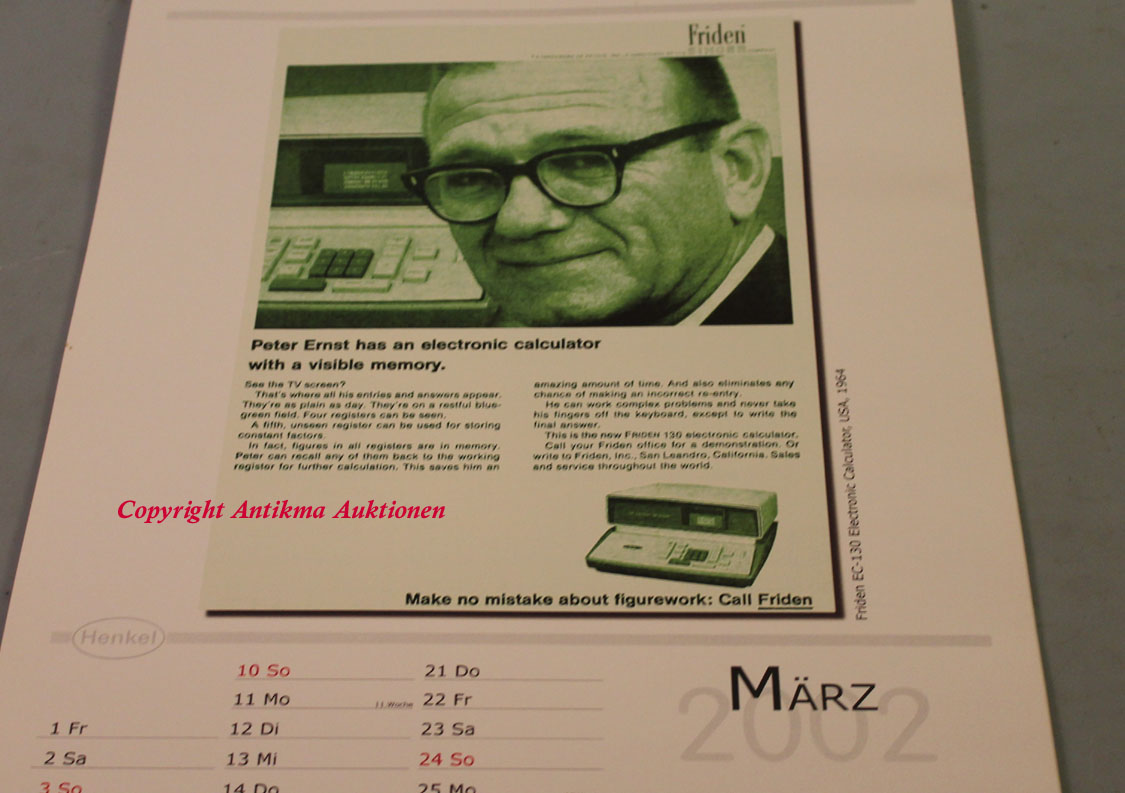 2002
Friden
Peter Ernst has an electronic calculator
with a visible memory.
See the TV screen?
That's where all his entries and answers appear.
They're as plain as day. They're on a restful blue-
green field. Four registers can be seen.
A fifth, unseen register can be used for storing
constant factors.
In fact, figures in all registers are in memory.
Peter can recall any of them back to the working
register for further calculation. This saves him an
amazing amount of time. And also eliminates any
chance of making an incorrect re-entry.
He can work complex problems and never take
his fingers off the keyboard, except to write the
final answer.
This is the new FRIDEN 130 electronic calculator.
Call your Friden office for a demonstration. Or
write to Friden, Inc., San Leandro, California. Sales
and service throughout the world.
Make no mistake about figurework: Call Friden
Friden EC-130 Electronic Calculator, USA, 1964
Copyright Antikma Auktionen
Henkel
1 Fr
2 Sa
3 So
10 So
11 Mo
11.Woche
12 Di
13 Mi
14 Do
21 Do
22 Fr
23 Sa
24 So
25 Mo
MÄRZ
2002